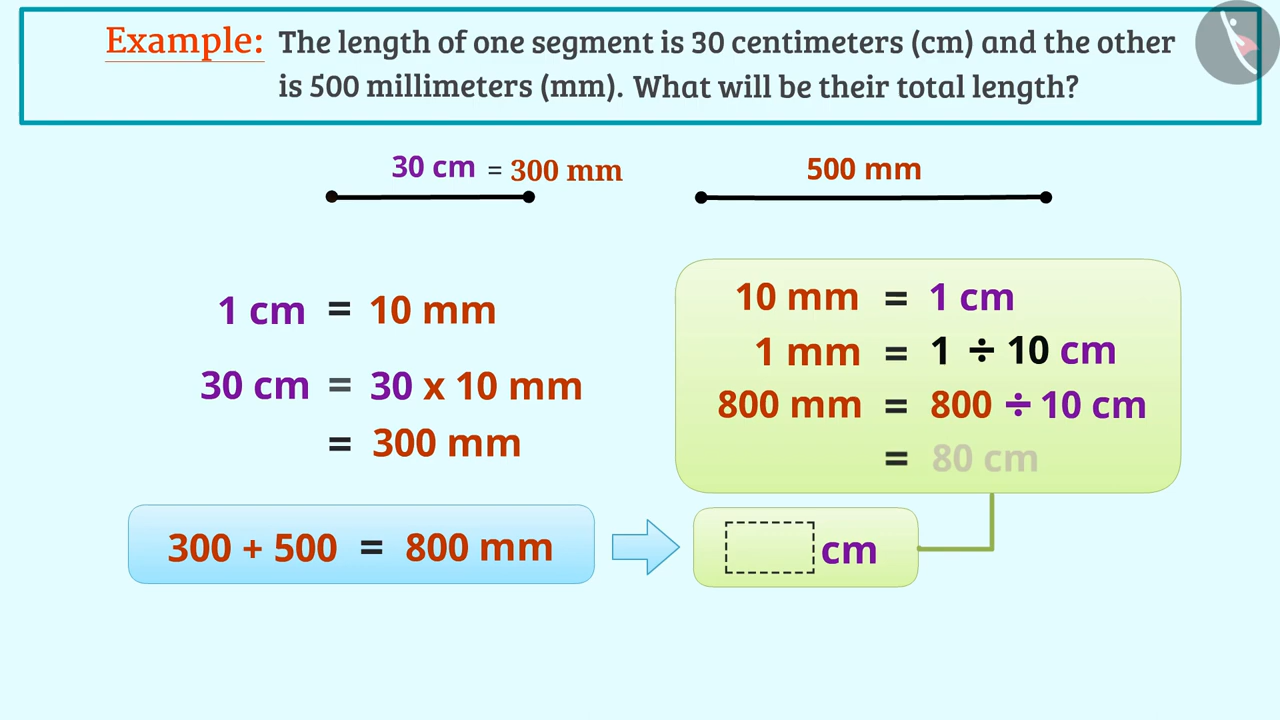 Example: The length of one segment is 30 centimeters (cm) and the other
is 500 millimeters (mm). What will be their total length?
30 cm = 300 mm
500 mm
1 cm = 10 mm
30 cm = 30 x 10 mm
= 300 mm
10 mm = 1 cm
1 mm = 1 ÷ 10 cm
800 mm = 800 ÷ 10 cm
= 80 cm
300 + 500 = 800 mm
cm